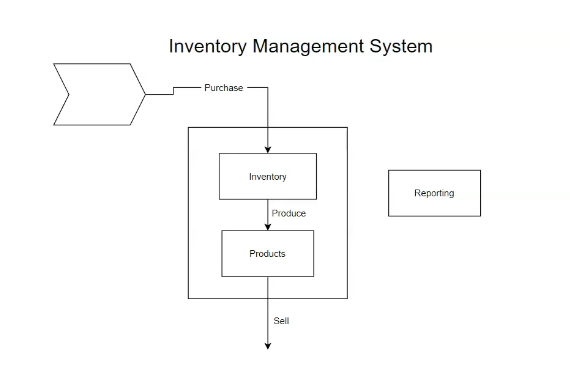 Inventory Management System
Purchase
Inventory
Reporting
Produce
Products
Sell